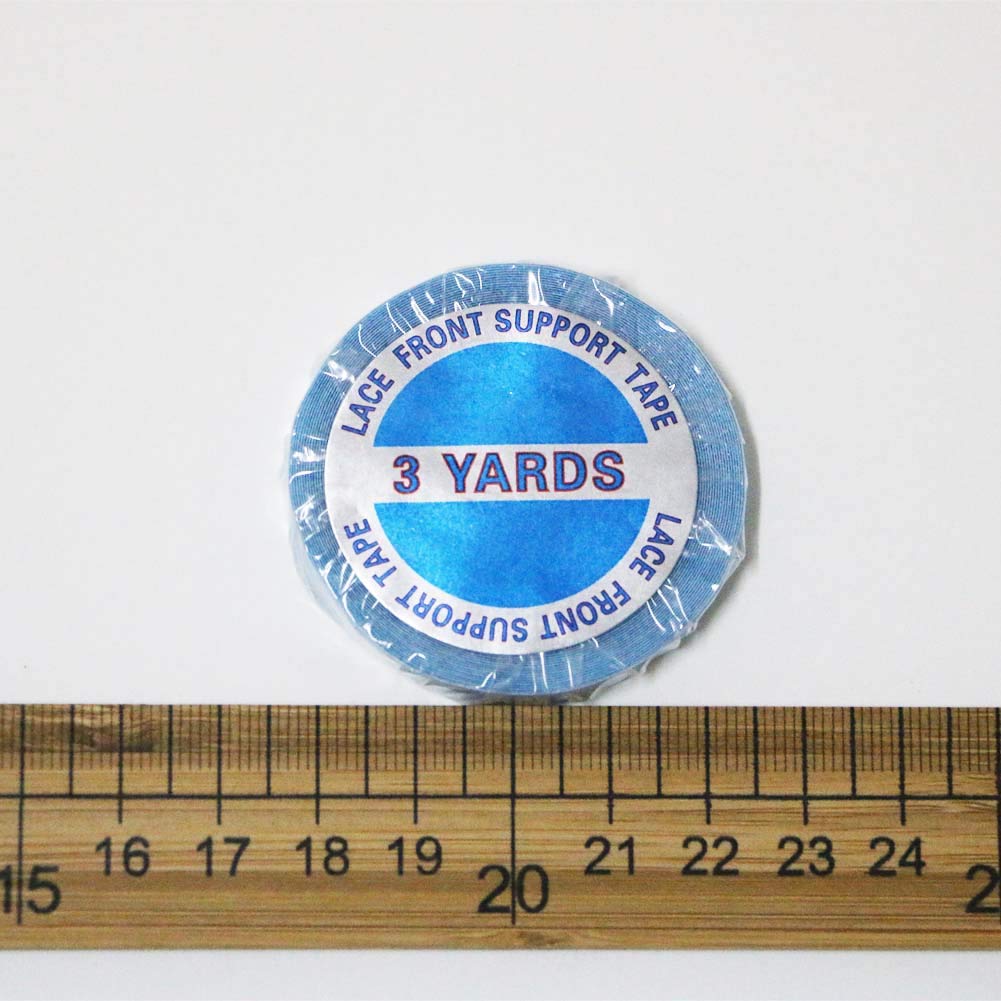 LACE FRONT SUPPORT TAPE
3 YARDS
LACE FRONT SUPPORT TAPE
15 16 17 18 19 20 21 22 23 24 2